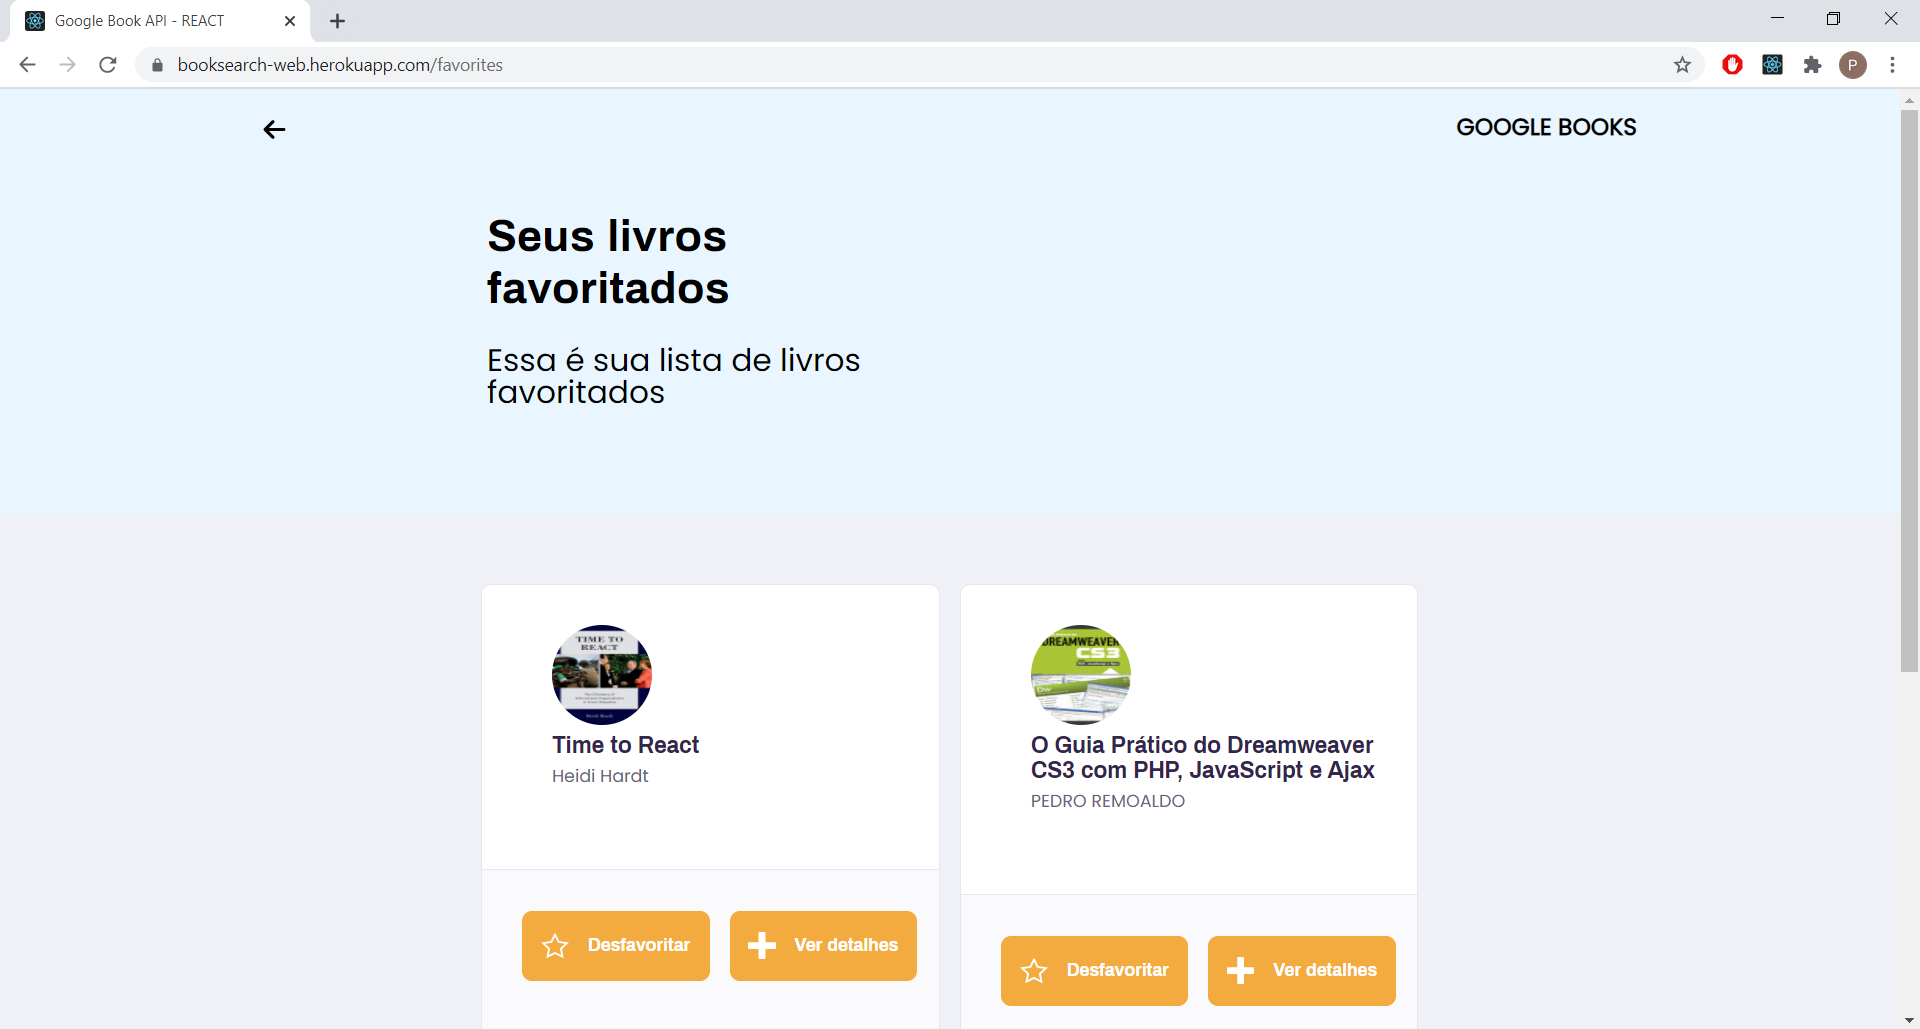 Google Book API - REACT
booksearch-web.herokuapp.com/favorites
P
GOOGLE BOOKS
Seus livros
favoritados
Essa é sua lista de livros
favoritados
TIME TO
REACT
Time to React
Heidi Hardt
DREAMWEAVER
CS3
Dw
O Guia Prático do Dreamweaver
CS3 com PHP, JavaScript e Ajax
PEDRO REMOALDO
Desfavoritar
Ver detalhes
Desfavoritar
Ver detalhes